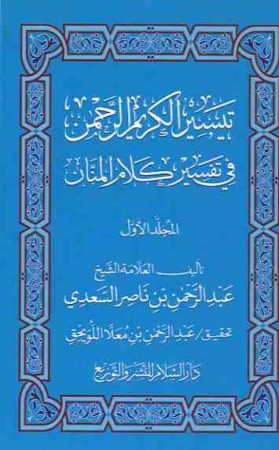 تيسير الكريم الرحمن
في تفسير كلام المنان
المجلد الأول
تأليف العلامة الشيخ
عبد الرحمن بن ناصر السعدي
تحقيق / عبد الرحمن بن معلا اللويحق
دار السلام للنشر والتوزيع